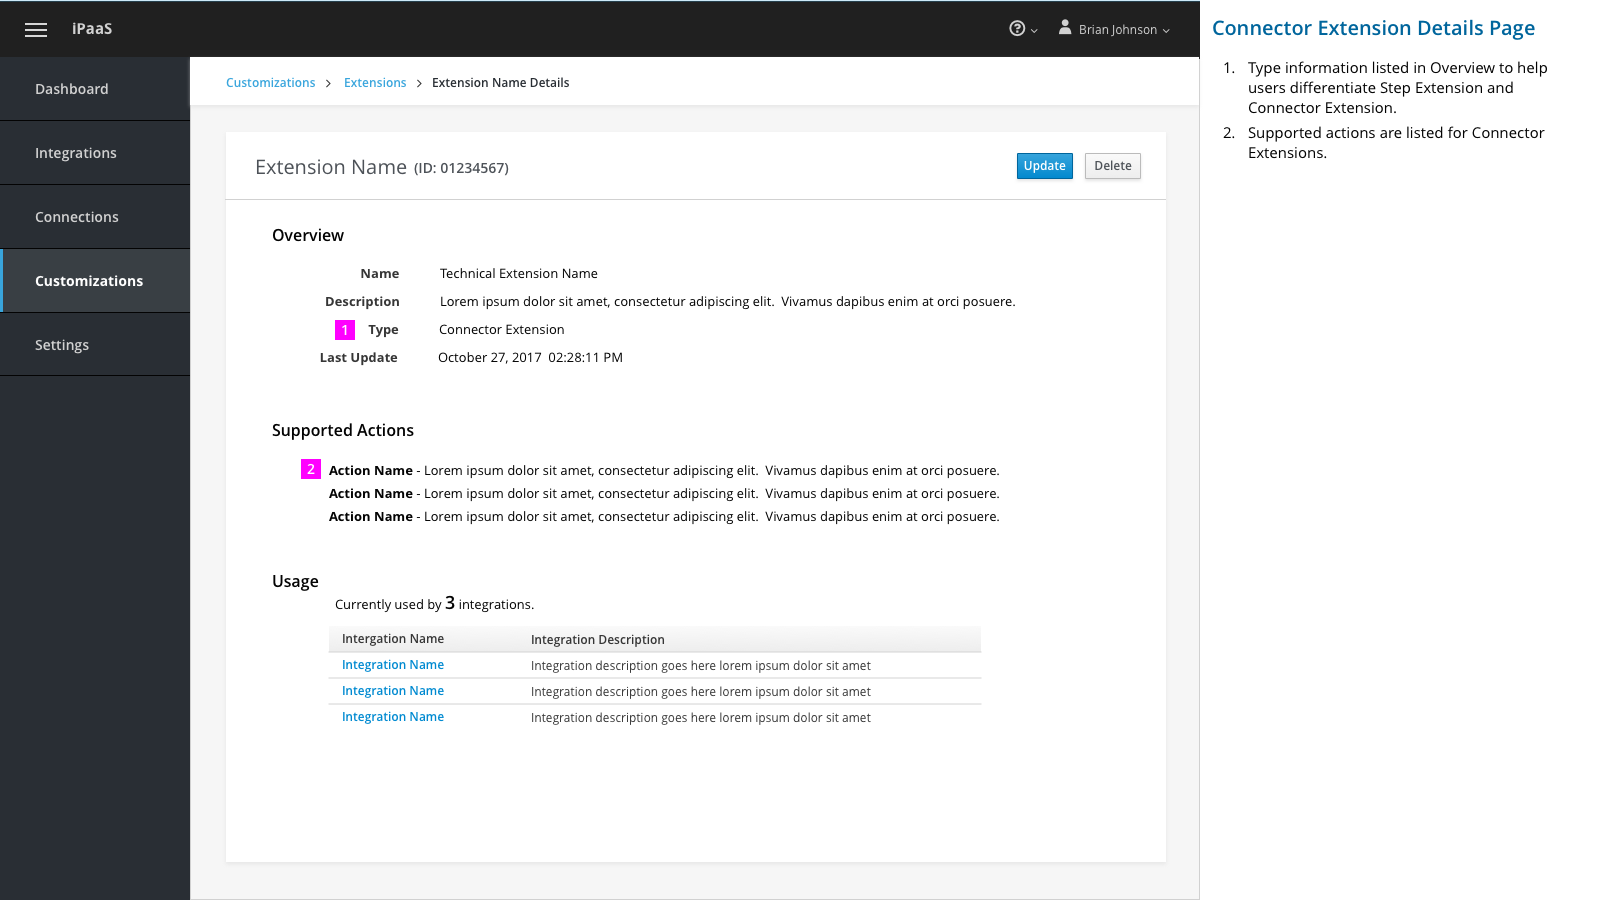 iPaaS
Brian Johnson
Dashboard
Integrations
Connections
Customizations
Settings
Customizations > Extensions > Extension Name Details
Extension Name (ID: 01234567)
Update
Delete
Overview
Name Technical Extension Name
Description Lorem ipsum dolor sit amet, consectetur adipiscing elit. Vivamus dapibus enim at orci posuere.
1 Type Connector Extension
Last Update October 27, 2017 02:28:11 PM
Supported Actions
2 Action Name - Lorem ipsum dolor sit amet, consectetur adipiscing elit. Vivamus dapibus enim at orci posuere.
Action Name - Lorem ipsum dolor sit amet, consectetur adipiscing elit. Vivamus dapibus enim at orci posuere.
Action Name - Lorem ipsum dolor sit amet, consectetur adipiscing elit. Vivamus dapibus enim at orci posuere.
Usage
Currently used by 3 integrations.
Intergation Name Integration Description
Integration Name Integration description goes here lorem ipsum dolor sit amet
Integration Name Integration description goes here lorem ipsum dolor sit amet
Integration Name Integration description goes here lorem ipsum dolor sit amet
Connector Extension Details Page
1. Type information listed in Overview to help
users differentiate Step Extension and
Connector Extension.
2. Supported actions are listed for Connector
Extensions.